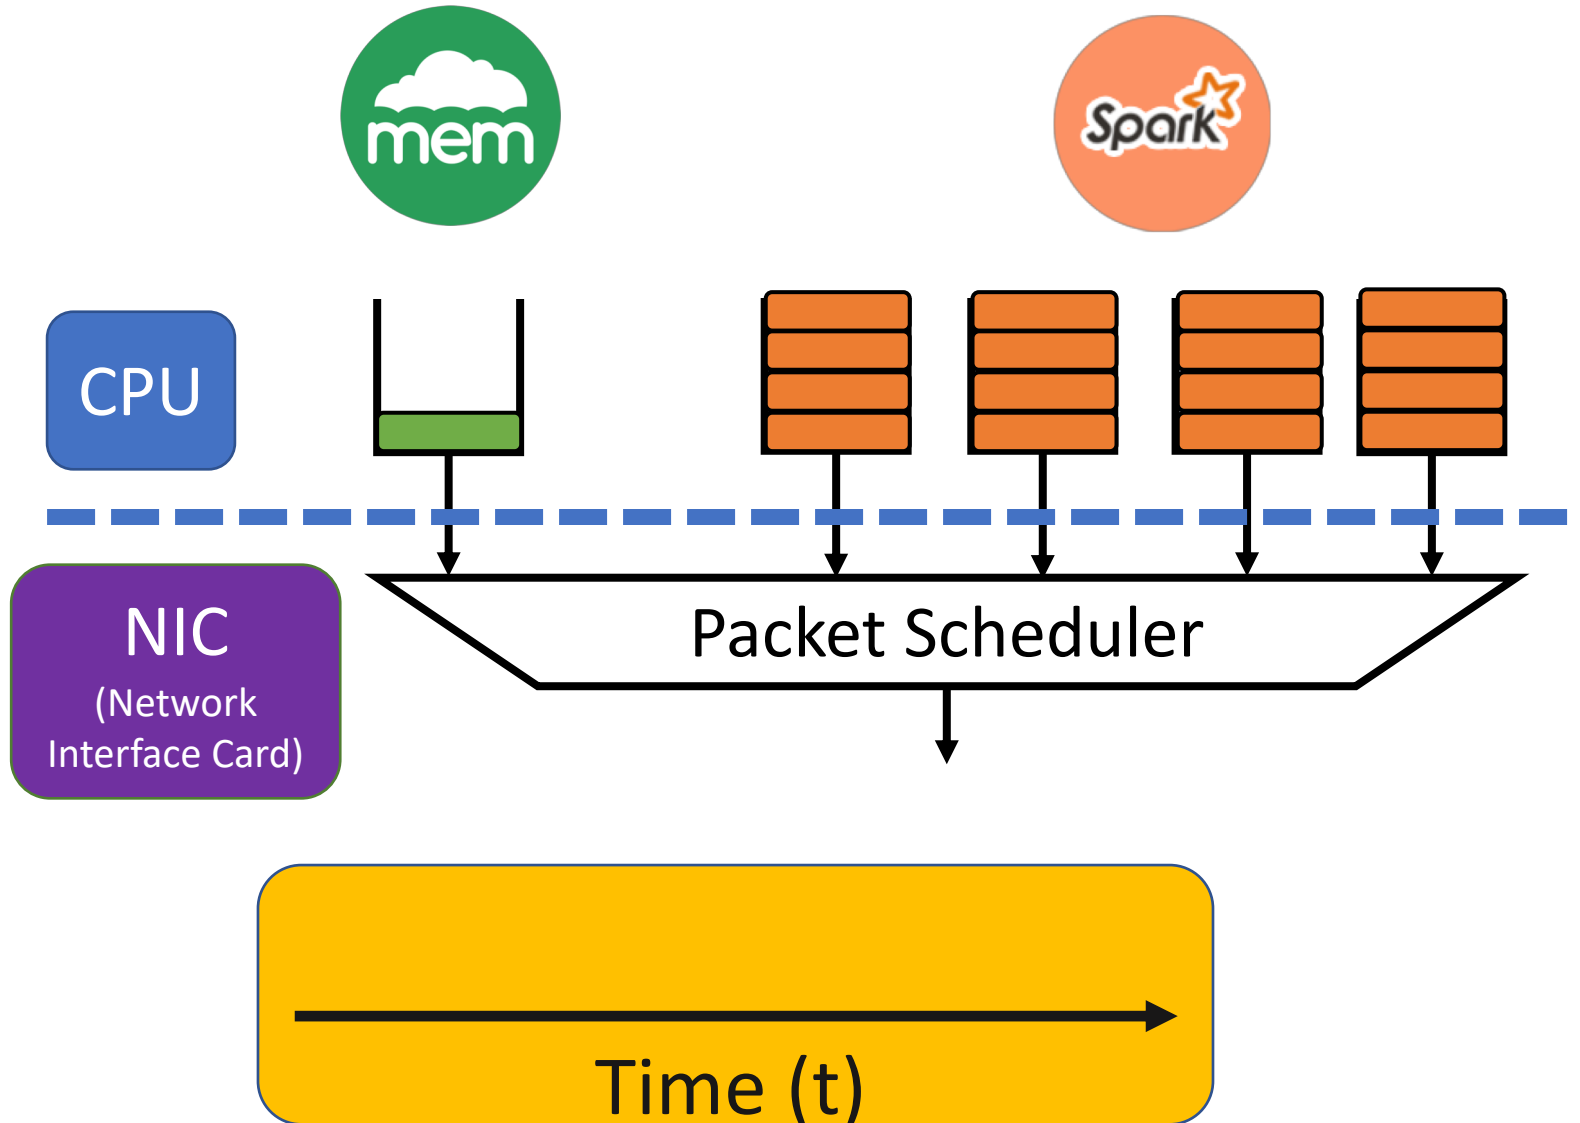 mem
Spark
CPU
Packet Scheduler
NIC
(Network
Interface Card)
Time (t)